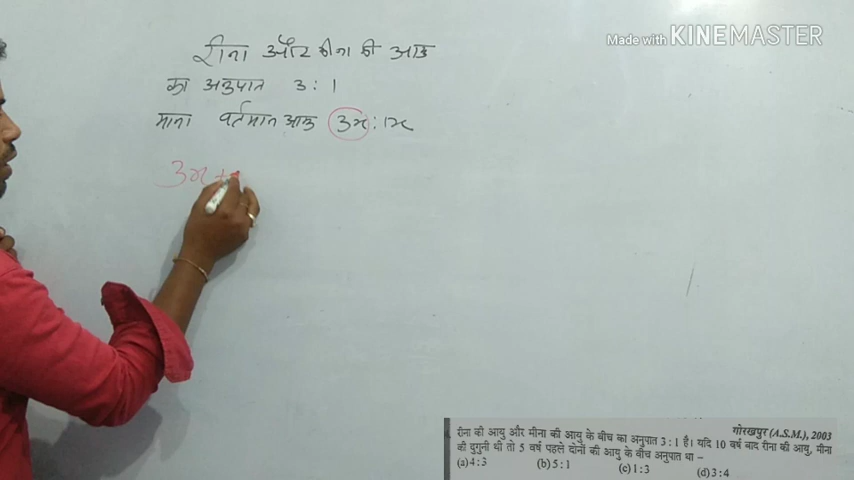 Made with KINEMASTER
रीना और मीना की आयु
का अनुपात 3 : 1
माना वर्तमान आयु 3x : 1x
3x +
गोरखपुर (A.S.M.), 2003
रीना की आयु और मीना की आयु के बीच का अनुपात 3 : 1 है। यदि 10 वर्ष बाद रीना की आयु, मीना
की दुगुनी थी तो 5 वर्ष पहले दोनों की आयु के बीच अनुपात था –
(a) 4 : 3 (b) 5 : 1 (c) 1 : 3 (d) 3 : 4